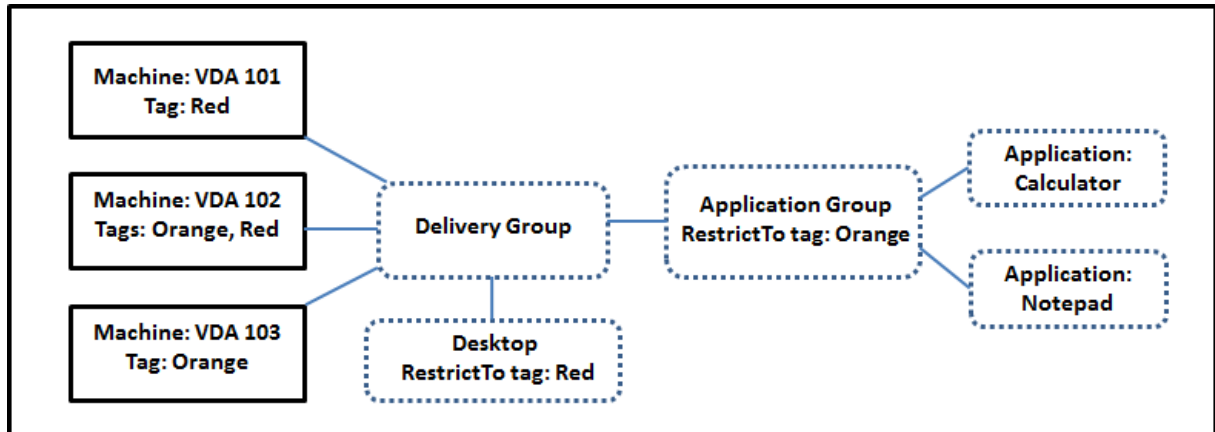 Machine: VDA 101
Tag: Red
Machine: VDA 102
Tags: Orange, Red
Machine: VDA 103
Tag: Orange
Delivery Group
Desktop
RestrictTo tag: Red
Application Group
RestrictTo tag: Orange
Application:
Calculator
Application:
Notepad